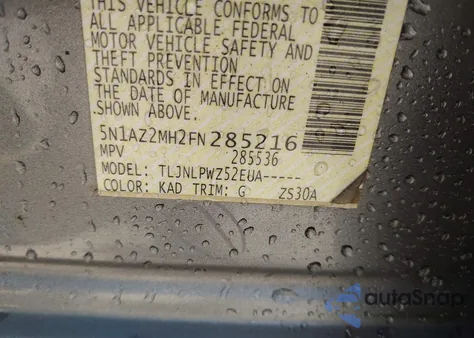 THIS VEHICLE CONFORMS TO
ALL APPLICABLE FEDERAL
MOTOR VEHICLE SAFETY AND
THEFT PREVENTION
STANDARDS IN EFFECT ON
THE DATE OF MANUFACTURE
SHOWN ABOVE.
5N1AZ2MH2FN285216
MPV 285536
MODEL: TLJNLPWZ52EUA-----
COLOR: KAD TRIM: G ZS30A
autoSnap